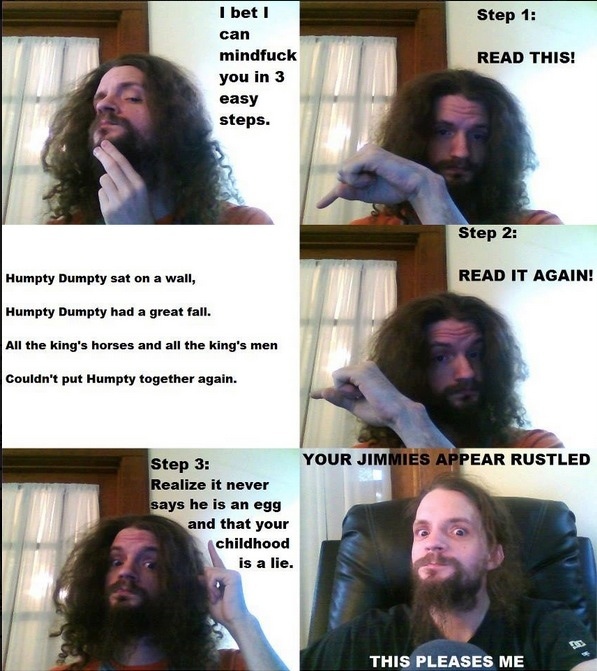 I bet I
can
mindfuck
you in 3
easy
steps.
Step 1:
READ THIS!
Humpty Dumpty sat on a wall,
Humpty Dumpty had a great fall.
All the king's horses and all the king's men
Couldn't put Humpty together again.
Step 2:
READ IT AGAIN!
Step 3:
Realize it never
says he is an egg
and that your
childhood
is a lie.
YOUR JIMMIES APPEAR RUSTLED
DC
THIS PLEASES ME